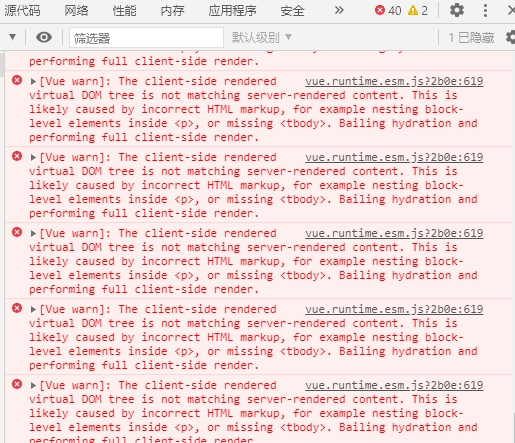 源代码 网络 性能 内存 应用程序 安全 » 40 2
筛选器 默认级别 1 已隐藏
performing full client-side render.
[Vue warn]: The client-side rendered vue.runtime.esm.js?2b0e:619
virtual DOM tree is not matching server-rendered content. This is
likely caused by incorrect HTML markup, for example nesting block-
level elements inside <p>, or missing <tbody>. Bailing hydration and
performing full client-side render.
[Vue warn]: The client-side rendered vue.runtime.esm.js?2b0e:619
virtual DOM tree is not matching server-rendered content. This is
likely caused by incorrect HTML markup, for example nesting block-
level elements inside <p>, or missing <tbody>. Bailing hydration and
performing full client-side render.
[Vue warn]: The client-side rendered vue.runtime.esm.js?2b0e:619
virtual DOM tree is not matching server-rendered content. This is
likely caused by incorrect HTML markup, for example nesting block-
level elements inside <p>, or missing <tbody>. Bailing hydration and
performing full client-side render.
[Vue warn]: The client-side rendered vue.runtime.esm.js?2b0e:619
virtual DOM tree is not matching server-rendered content. This is
likely caused by incorrect HTML markup, for example nesting block-
level elements inside <p>, or missing <tbody>. Bailing hydration and
performing full client-side render.
[Vue warn]: The client-side rendered vue.runtime.esm.js?2b0e:619
virtual DOM tree is not matching server-rendered content. This is
likely caused by incorrect HTML markup, for example nesting block-
level elements inside <p>, or missing <tbody>. Bailing hydration and
performing full client-side render.